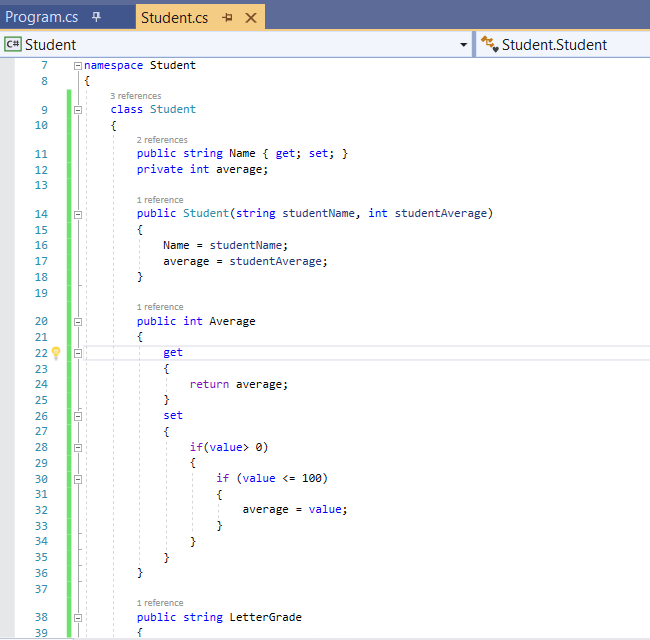 Program.cs Student.cs
C# Student Student.Student
7 namespace Student
8 {
3 references
9 class Student
10 {
2 references
11 public string Name { get; set; }
12 private int average;
13
1 reference
14 public Student(string studentName, int studentAverage)
15 {
16 Name = studentName;
17 average = studentAverage;
18 }
19
1 reference
20 public int Average
21 {
22 get
23 {
24 return average;
25 }
26 set
27 {
28 if(value> 0)
29 {
30 if (value <= 100)
31 {
32 average = value;
33 }
34 }
35 }
36 }
37
1 reference
38 public string LetterGrade
39 {